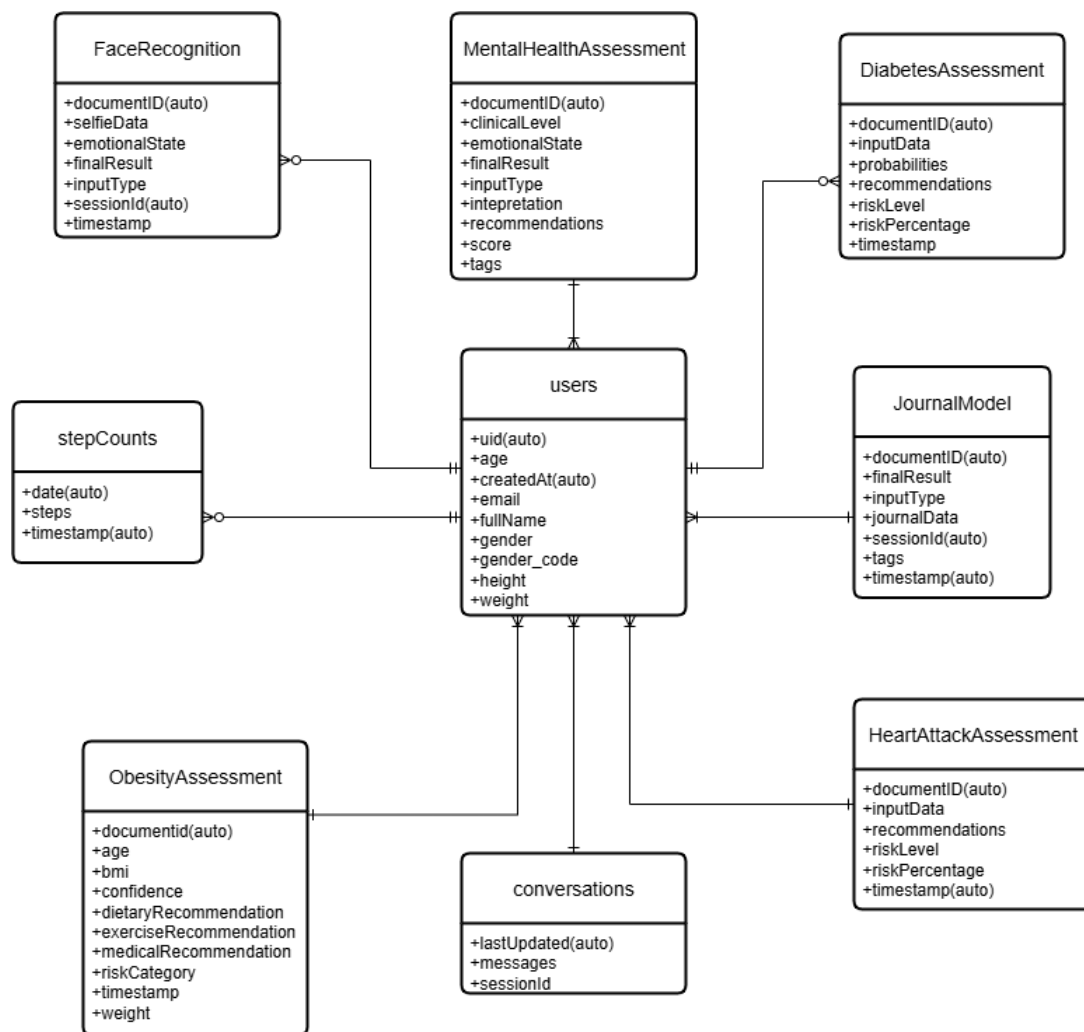 FaceRecognition
+documentID(auto)
+selfieData
+emotionalState
+finalResult
+inputType
+sessionId(auto)
+timestamp
MentalHealthAssessment
+documentID(auto)
+clinicalLevel
+emotionalState
+finalResult
+inputType
+intepretation
+recommendations
+score
+tags
DiabetesAssessment
+documentID(auto)
+inputData
+probabilities
+recommendations
+riskLevel
+riskPercentage
+timestamp
stepCounts
+date(auto)
+steps
+timestamp(auto)
users
+uid(auto)
+age
+createdAt(auto)
+email
+fullName
+gender
+gender_code
+height
+weight
JournalModel
+documentID(auto)
+finalResult
+inputType
+journalData
+sessionId(auto)
+tags
+timestamp(auto)
ObesityAssessment
+documentid(auto)
+age
+bmi
+confidence
+dietaryRecommendation
+exerciseRecommendation
+medicalRecommendation
+riskCategory
+timestamp
+weight
conversations
+lastUpdated(auto)
+messages
+sessionId
HeartAttackAssessment
+documentID(auto)
+inputData
+recommendations
+riskLevel
+riskPercentage
+timestamp(auto)